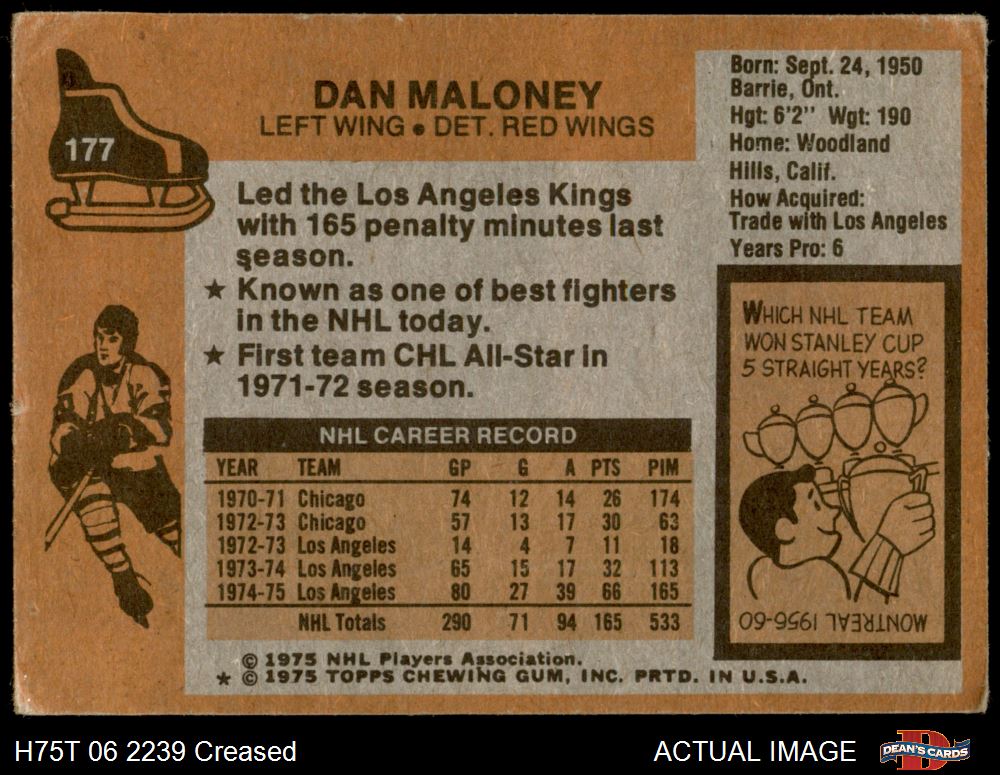 177
DAN MALONEY
LEFT WING • DET. RED WINGS
Born: Sept. 24, 1950
Barrie, Ont.
Hgt: 6'2" Wgt: 190
Home: Woodland
Hills, Calif.
How Acquired:
Trade with Los Angeles
Years Pro: 6
Led the Los Angeles Kings
with 165 penalty minutes last
season.
★ Known as one of best fighters
in the NHL today.
★ First team CHL All-Star in
1971-72 season.
NHL CAREER RECORD
YEAR TEAM GP G A PTS PIM
1970-71 Chicago 74 12 14 26 174
1972-73 Chicago 57 13 17 30 63
1972-73 Los Angeles 14 4 7 11 18
1973-74 Los Angeles 65 15 17 32 113
1974-75 Los Angeles 80 27 39 66 165
NHL Totals 290 71 94 165 533
WHICH NHL TEAM
WON STANLEY CUP
5 STRAIGHT YEARS?
MONTREAL 1956-60
© 1975 NHL Players Association.
★ © 1975 TOPPS CHEWING GUM, INC. PRTD. IN U.S.A.
H75T 06 2239 Creased
ACTUAL IMAGE
DEAN'S CARDS